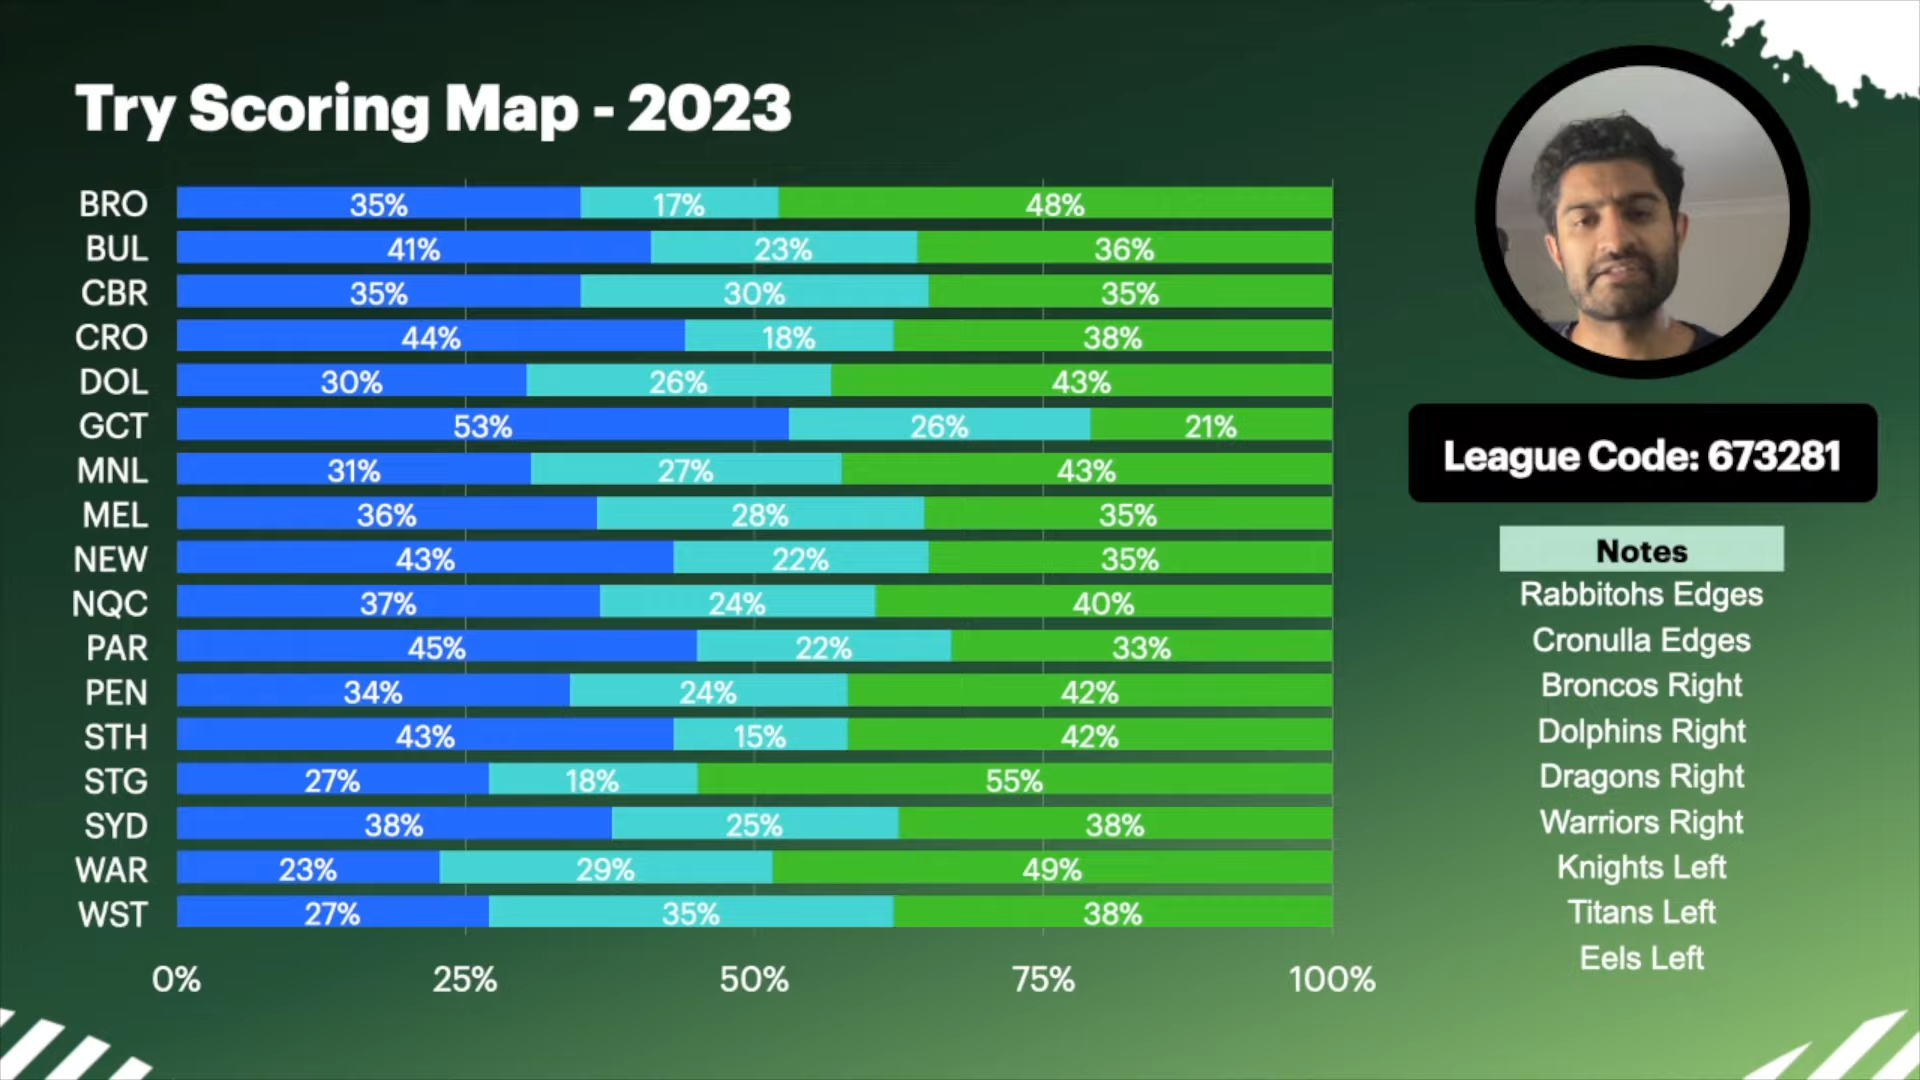 Try Scoring Map - 2023
BRO 35% 17% 48%
BUL 41% 23% 36%
CBR 35% 30% 35%
CRO 44% 18% 38%
DOL 30% 26% 43%
GCT 53% 26% 21%
MNL 31% 27% 43%
MEL 36% 28% 35%
NEW 43% 22% 35%
NQC 37% 24% 40%
PAR 45% 22% 33%
PEN 34% 24% 42%
STH 43% 15% 42%
STG 27% 18% 55%
SYD 38% 25% 38%
WAR 23% 29% 49%
WST 27% 35% 38%
0% 25% 50% 75% 100%
League Code: 673281
Notes
Rabbitohs Edges
Cronulla Edges
Broncos Right
Dolphins Right
Dragons Right
Warriors Right
Knights Left
Titans Left
Eels Left